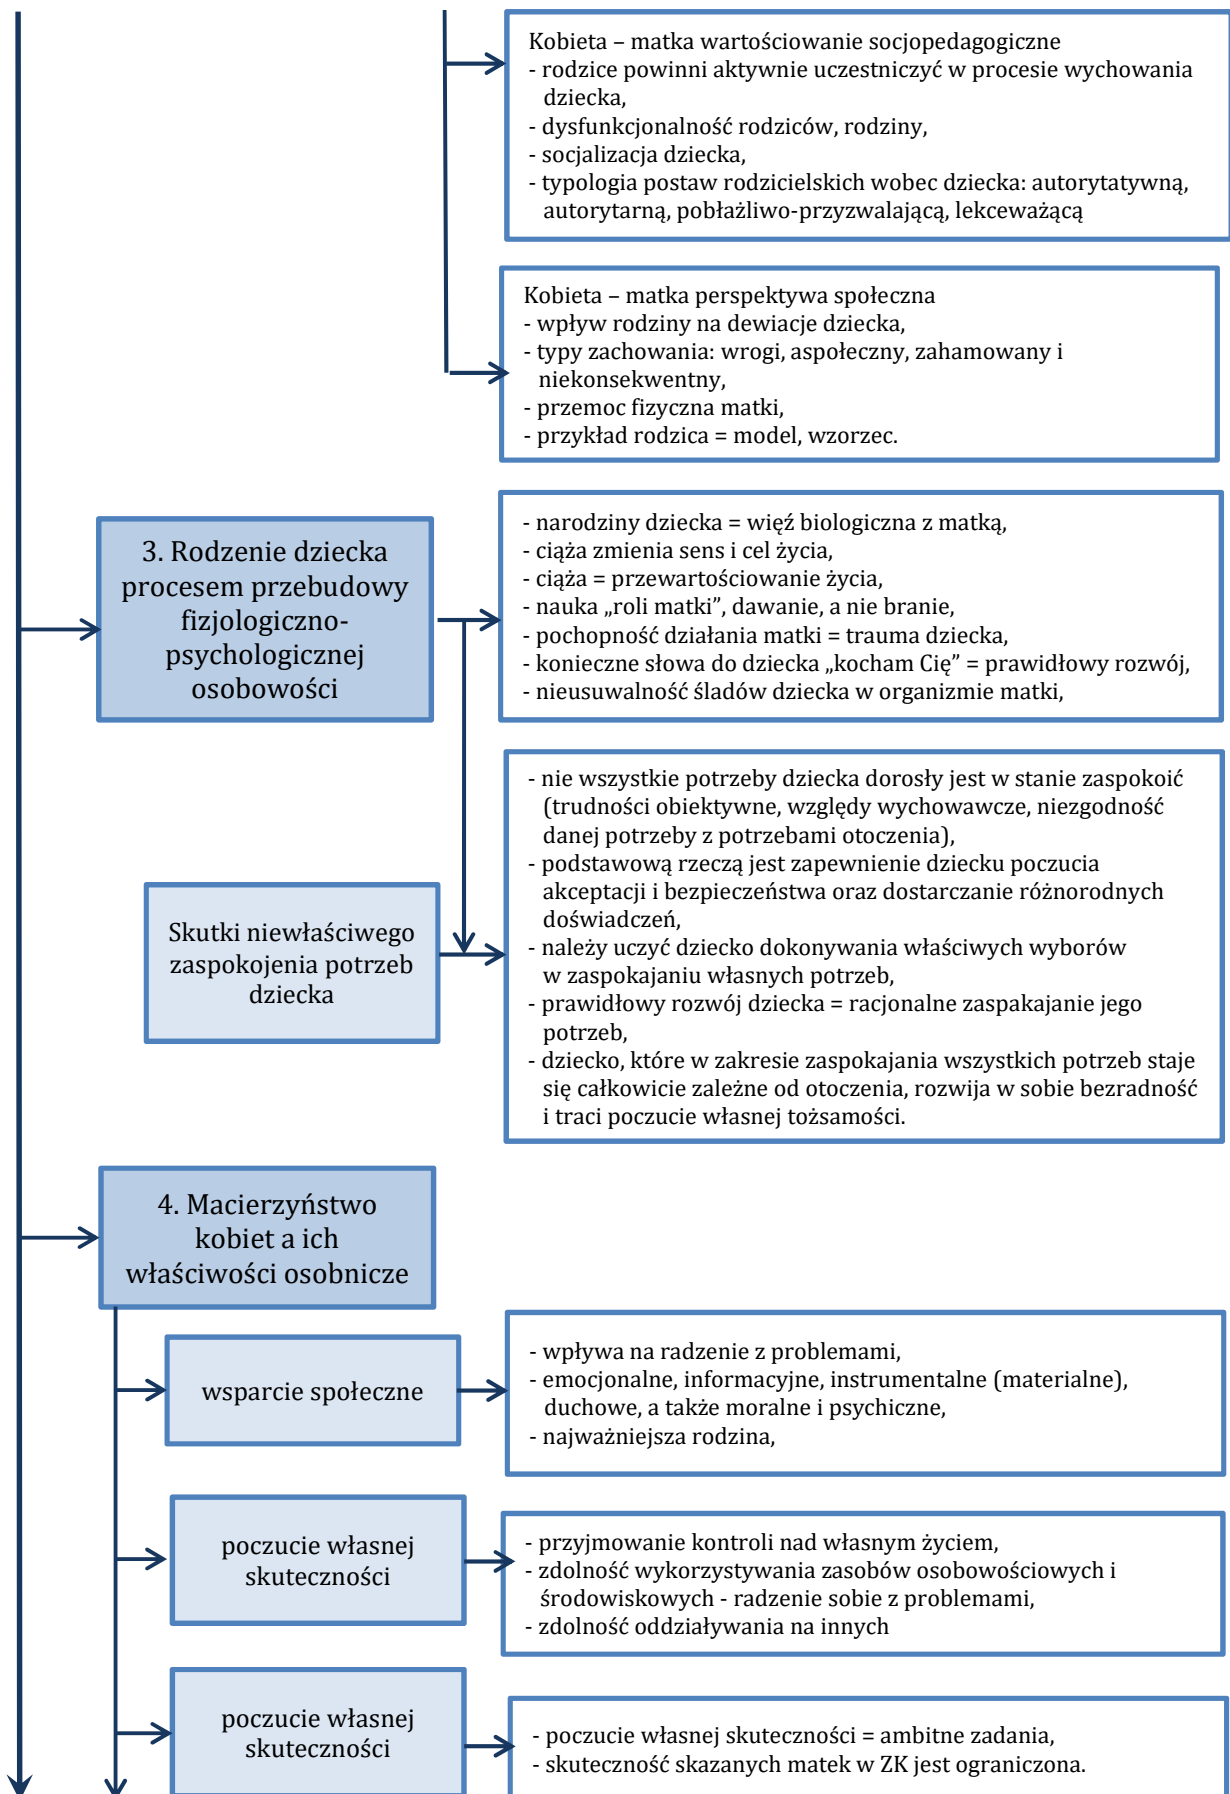 Kobieta – matka wartościowanie socjopedagogiczne
- rodzice powinni aktywnie uczestniczyć w procesie wychowania
dziecka,
- dysfunkcjonalność rodziców, rodziny,
- socjalizacja dziecka,
- typologia postaw rodzicielskich wobec dziecka: autorytatywną,
autorytarną, pobłażliwo-przyzwalającą, lekceważącą
Kobieta – matka perspektywa społeczna
- wpływ rodziny na dewiacje dziecka,
- typy zachowania: wrogi, aspołeczny, zahamowany i
niekonsekwentny,
- przemoc fizyczna matki,
- przykład rodzica = model, wzorzec.
3. Rodzenie dziecka
procesem przebudowy
fizjologiczno-
psychologicznej
osobowości
- narodziny dziecka = więź biologiczna z matką,
- ciąża zmienia sens i cel życia,
- ciąża = przewartościowanie życia,
- nauka „roli matki”, dawanie, a nie branie,
- pochopność działania matki = trauma dziecka,
- konieczne słowa do dziecka „kocham Cię” = prawidłowy rozwój,
- nieusuwalność śladów dziecka w organizmie matki,
Skutki niewłaściwego
zaspokojenia potrzeb
dziecka
- nie wszystkie potrzeby dziecka dorosły jest w stanie zaspokoić
(trudności obiektywne, względy wychowawcze, niezgodność
danej potrzeby z potrzebami otoczenia),
- podstawową rzeczą jest zapewnienie dziecku poczucia
akceptacji i bezpieczeństwa oraz dostarczanie różnorodnych
doświadczeń,
- należy uczyć dziecko dokonywania właściwych wyborów
w zaspokajaniu własnych potrzeb,
- prawidłowy rozwój dziecka = racjonalne zaspakajanie jego
potrzeb,
- dziecko, które w zakresie zaspokajania wszystkich potrzeb staje
się całkowicie zależne od otoczenia, rozwija w sobie bezradność
i traci poczucie własnej tożsamości.
4. Macierzyństwo
kobiet a ich
właściwości osobnicze
wsparcie społeczne
- wpływa na radzenie z problemami,
- emocjonalne, informacyjne, instrumentalne (materialne),
duchowe, a także moralne i psychiczne,
- najważniejsza rodzina,
poczucie własnej
skuteczności
- przyjmowanie kontroli nad własnym życiem,
- zdolność wykorzystywania zasobów osobowościowych i
środowiskowych - radzenie sobie z problemami,
- zdolność oddziaływania na innych
poczucie własnej
skuteczności
- poczucie własnej skuteczności = ambitne zadania,
- skuteczność skazanych matek w ZK jest ograniczona.